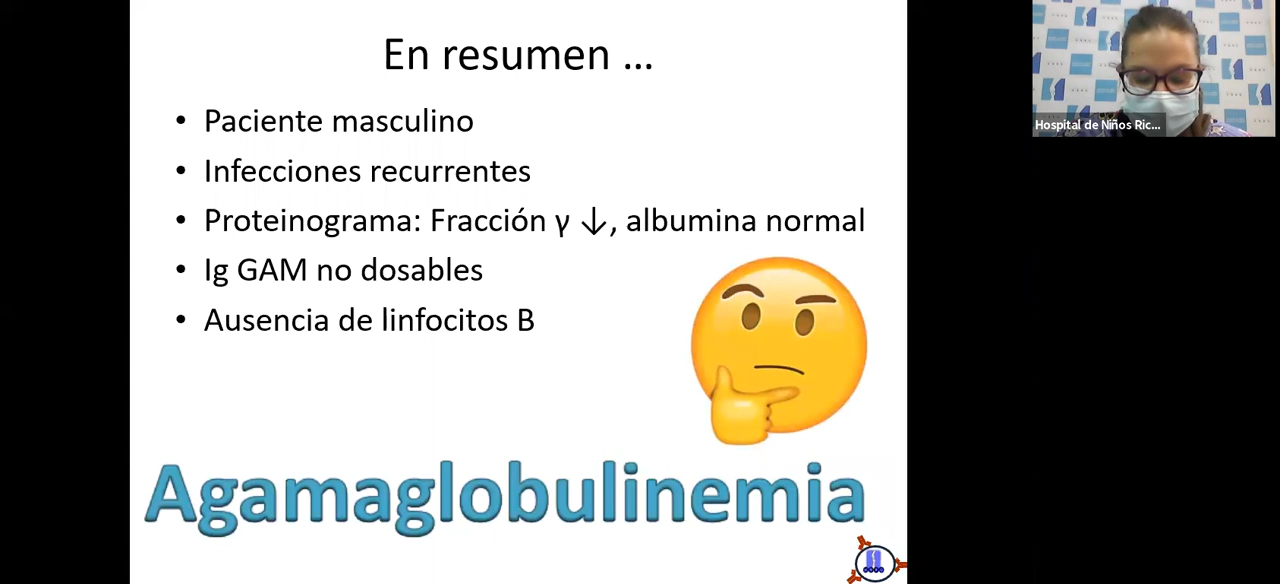 En resumen ...
• Paciente masculino
• Infecciones recurrentes
• Proteinograma: Fracción γ ↓, albumina normal
• Ig GAM no dosables
• Ausencia de linfocitos B
Agamaglobulinemia
Hospital de Niños Ric...